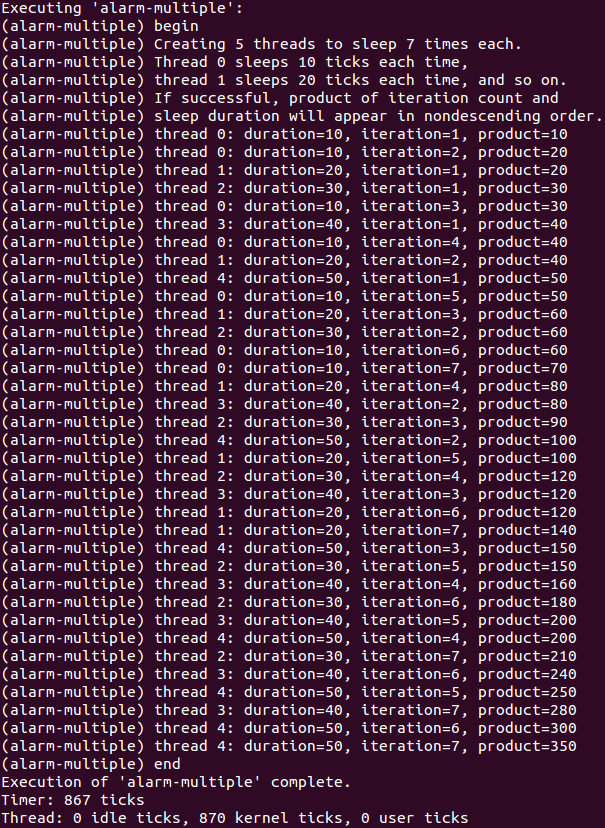 Executing 'alarm-multiple':
(alarm-multiple) begin
(alarm-multiple) Creating 5 threads to sleep 7 times each.
(alarm-multiple) Thread 0 sleeps 10 ticks each time,
(alarm-multiple) thread 1 sleeps 20 ticks each time, and so on.
(alarm-multiple) If successful, product of iteration count and
(alarm-multiple) sleep duration will appear in nondescending order.
(alarm-multiple) thread 0: duration=10, iteration=1, product=10
(alarm-multiple) thread 0: duration=10, iteration=2, product=20
(alarm-multiple) thread 1: duration=20, iteration=1, product=20
(alarm-multiple) thread 2: duration=30, iteration=1, product=30
(alarm-multiple) thread 0: duration=10, iteration=3, product=30
(alarm-multiple) thread 3: duration=40, iteration=1, product=40
(alarm-multiple) thread 0: duration=10, iteration=4, product=40
(alarm-multiple) thread 1: duration=20, iteration=2, product=40
(alarm-multiple) thread 4: duration=50, iteration=1, product=50
(alarm-multiple) thread 0: duration=10, iteration=5, product=50
(alarm-multiple) thread 1: duration=20, iteration=3, product=60
(alarm-multiple) thread 2: duration=30, iteration=2, product=60
(alarm-multiple) thread 0: duration=10, iteration=6, product=60
(alarm-multiple) thread 0: duration=10, iteration=7, product=70
(alarm-multiple) thread 1: duration=20, iteration=4, product=80
(alarm-multiple) thread 3: duration=40, iteration=2, product=80
(alarm-multiple) thread 2: duration=30, iteration=3, product=90
(alarm-multiple) thread 4: duration=50, iteration=2, product=100
(alarm-multiple) thread 1: duration=20, iteration=5, product=100
(alarm-multiple) thread 2: duration=30, iteration=4, product=120
(alarm-multiple) thread 3: duration=40, iteration=3, product=120
(alarm-multiple) thread 1: duration=20, iteration=6, product=120
(alarm-multiple) thread 1: duration=20, iteration=7, product=140
(alarm-multiple) thread 4: duration=50, iteration=3, product=150
(alarm-multiple) thread 2: duration=30, iteration=5, product=150
(alarm-multiple) thread 3: duration=40, iteration=4, product=160
(alarm-multiple) thread 2: duration=30, iteration=6, product=180
(alarm-multiple) thread 3: duration=40, iteration=5, product=200
(alarm-multiple) thread 4: duration=50, iteration=4, product=200
(alarm-multiple) thread 2: duration=30, iteration=7, product=210
(alarm-multiple) thread 3: duration=40, iteration=6, product=240
(alarm-multiple) thread 4: duration=50, iteration=5, product=250
(alarm-multiple) thread 3: duration=40, iteration=7, product=280
(alarm-multiple) thread 4: duration=50, iteration=6, product=300
(alarm-multiple) thread 4: duration=50, iteration=7, product=350
(alarm-multiple) end
Execution of 'alarm-multiple' complete.
Timer: 867 ticks
Thread: 0 idle ticks, 870 kernel ticks, 0 user ticks